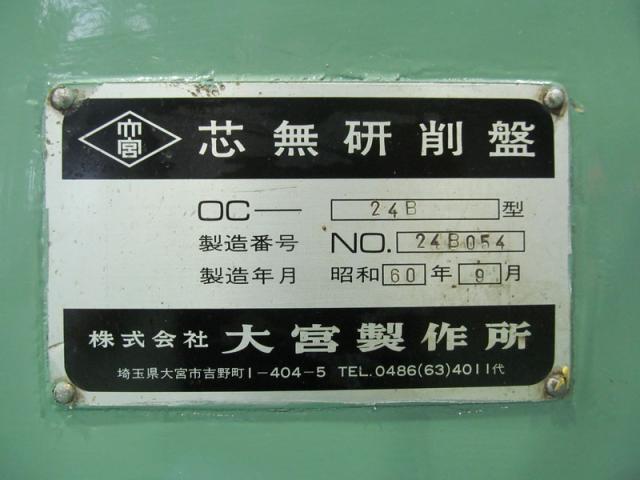 大宮 芯無研削盤
OC— 24B 型
製造番号 NO. 24B054
製造年月 昭和 60 年 9 月
株式会社 大宮製作所
埼玉県大宮市吉野町1-404-5 TEL.0486(63)4011代